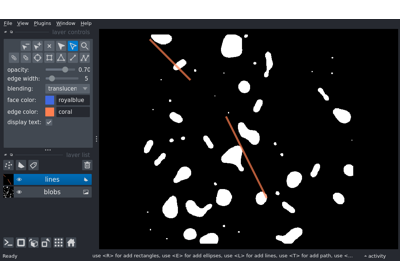 File View Plugins Window Help
layer controls
opacity: 0.70
edge width: 5
blending: translucen
face color: royalblue
edge color: coral
display text:
layer list
lines
blobs
Ready use <R> for add rectangles, use <E> for add ellipses, use <L> for add lines, use <T> for add path, use <... activity